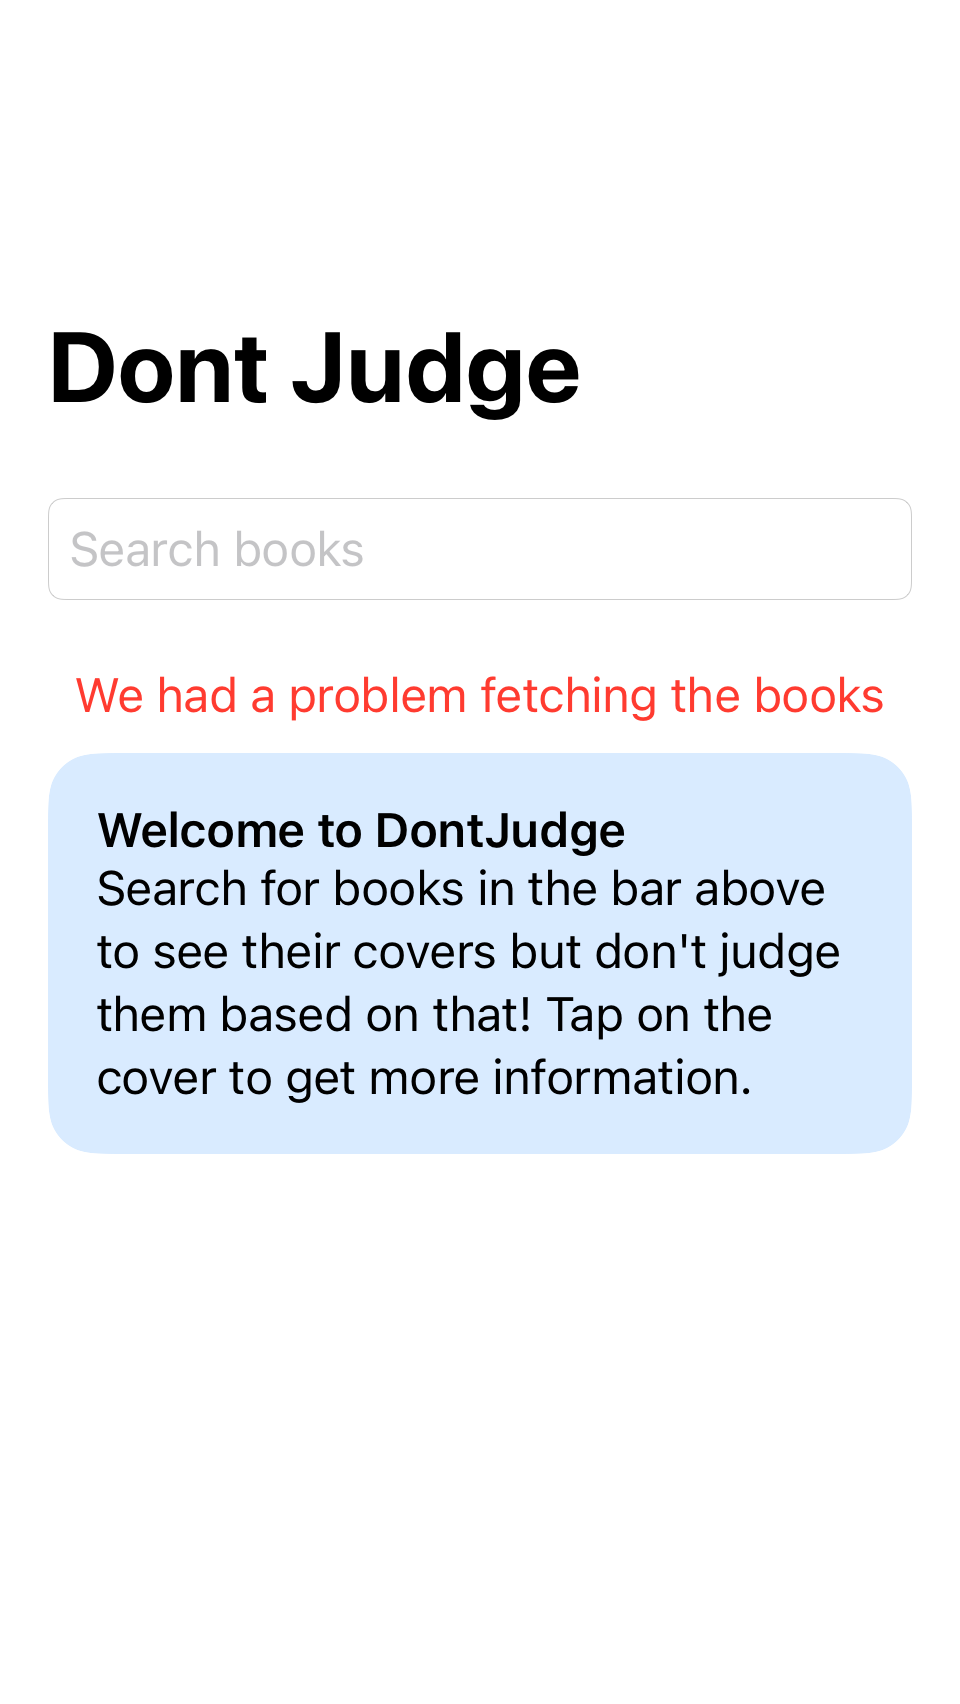 Dont Judge
Search books
We had a problem fetching the books
Welcome to DontJudge
Search for books in the bar above
to see their covers but don't judge
them based on that! Tap on the
cover to get more information.